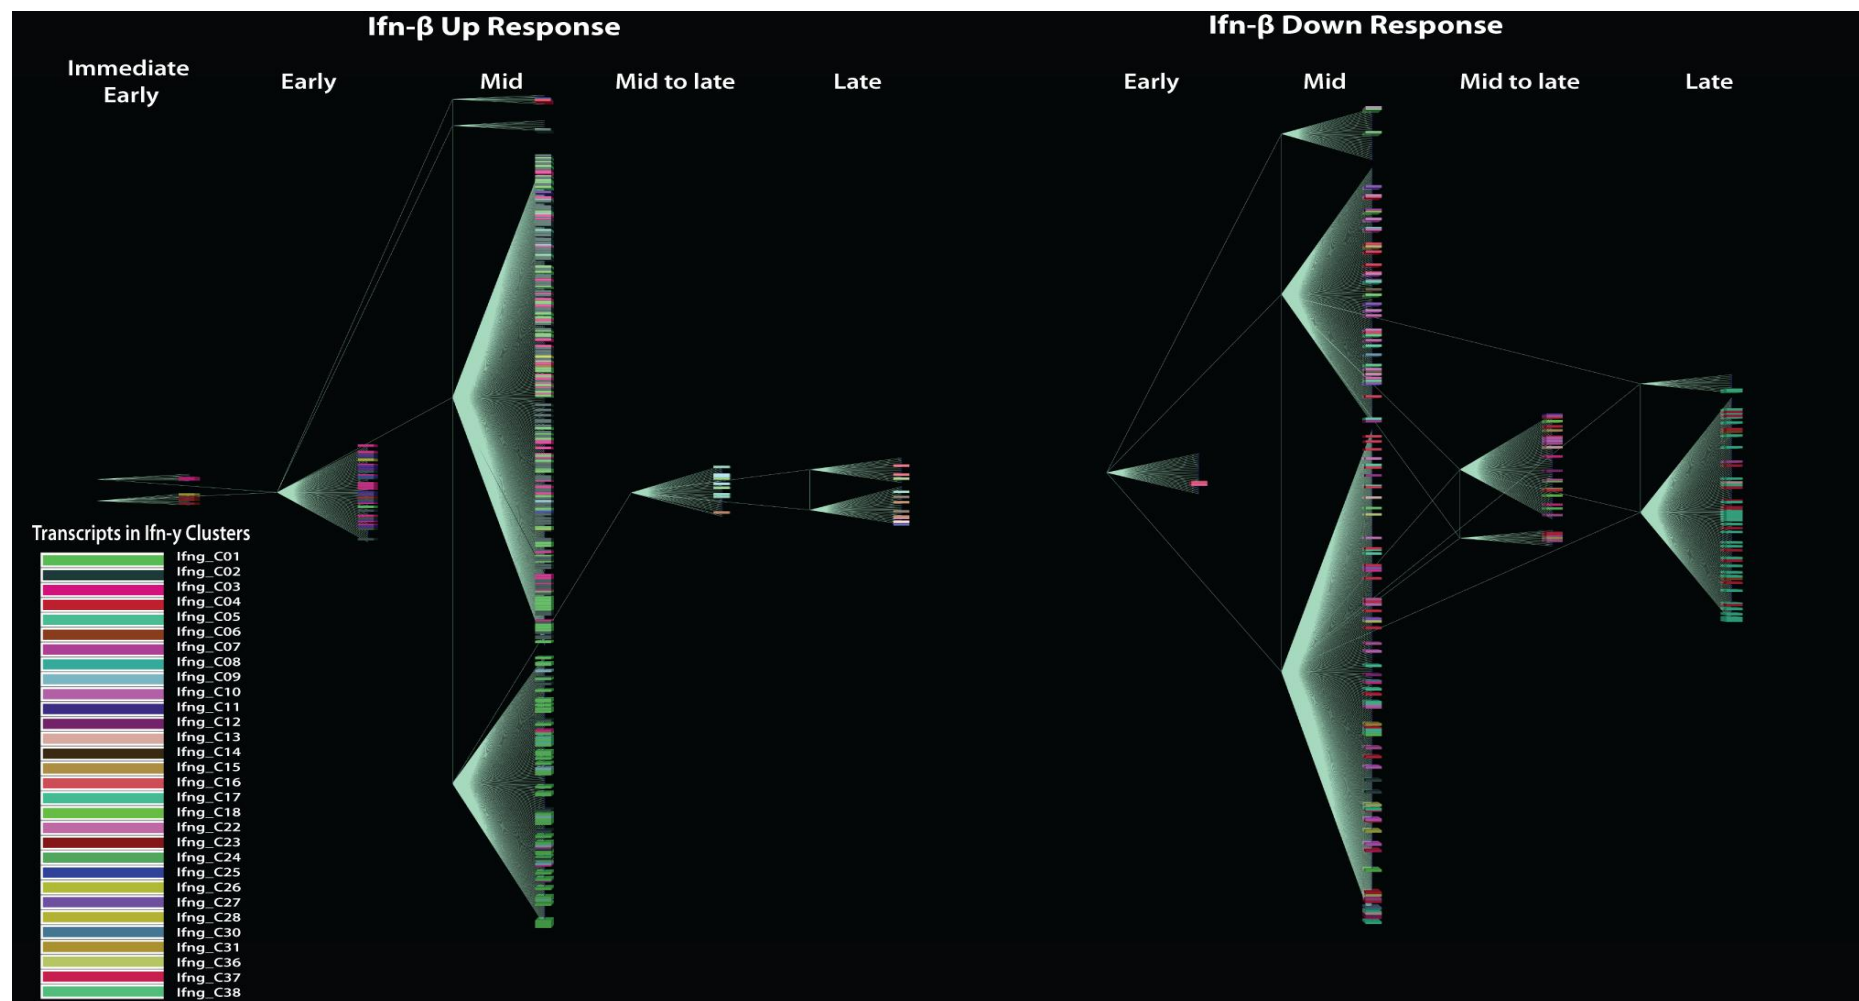 Ifn-β Up Response
Immediate
Early
Early
Mid
Mid to late
Late
Ifn-β Down Response
Early
Mid
Mid to late
Late
Transcripts in Ifn-y Clusters
Ifng_C01
Ifng_C02
Ifng_C03
Ifng_C04
Ifng_C05
Ifng_C06
Ifng_C07
Ifng_C08
Ifng_C09
Ifng_C10
Ifng_C11
Ifng_C12
Ifng_C13
Ifng_C14
Ifng_C15
Ifng_C16
Ifng_C17
Ifng_C18
Ifng_C22
Ifng_C23
Ifng_C24
Ifng_C25
Ifng_C26
Ifng_C27
Ifng_C28
Ifng_C30
Ifng_C31
Ifng_C36
Ifng_C37
Ifng_C38